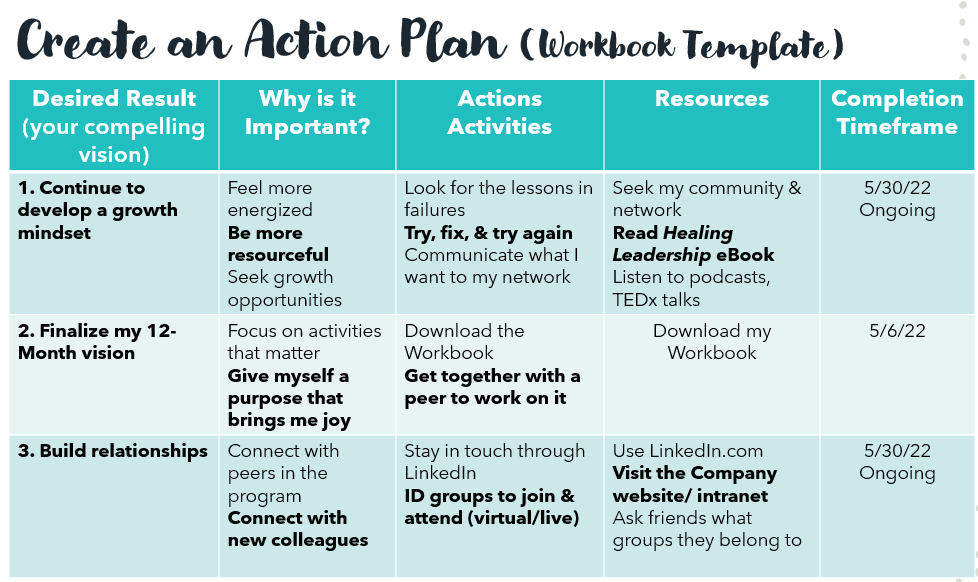 Create an Action Plan (Workbook Template)
Desired Result
(your compelling
vision)
Why is it
Important?
Actions
Activities
Resources
Completion
Timeframe
1. Continue to
develop a growth
mindset
Feel more
energized
Be more
resourceful
Seek growth
opportunities
Look for the lessons in
failures
Try, fix, & try again
Communicate what I
want to my network
Seek my community &
network
Read Healing
Leadership eBook
Listen to podcasts,
TEDx talks
5/30/22
Ongoing
2. Finalize my 12-
Month vision
Focus on activities
that matter
Give myself a
purpose that
brings me joy
Download the
Workbook
Get together with a
peer to work on it
Download my
Workbook
5/6/22
3. Build relationships
Connect with
peers in the
program
Connect with
new colleagues
Stay in touch through
LinkedIn
ID groups to join &
attend (virtual/live)
Use LinkedIn.com
Visit the Company
website/ intranet
Ask friends what
groups they belong to
5/30/22
Ongoing